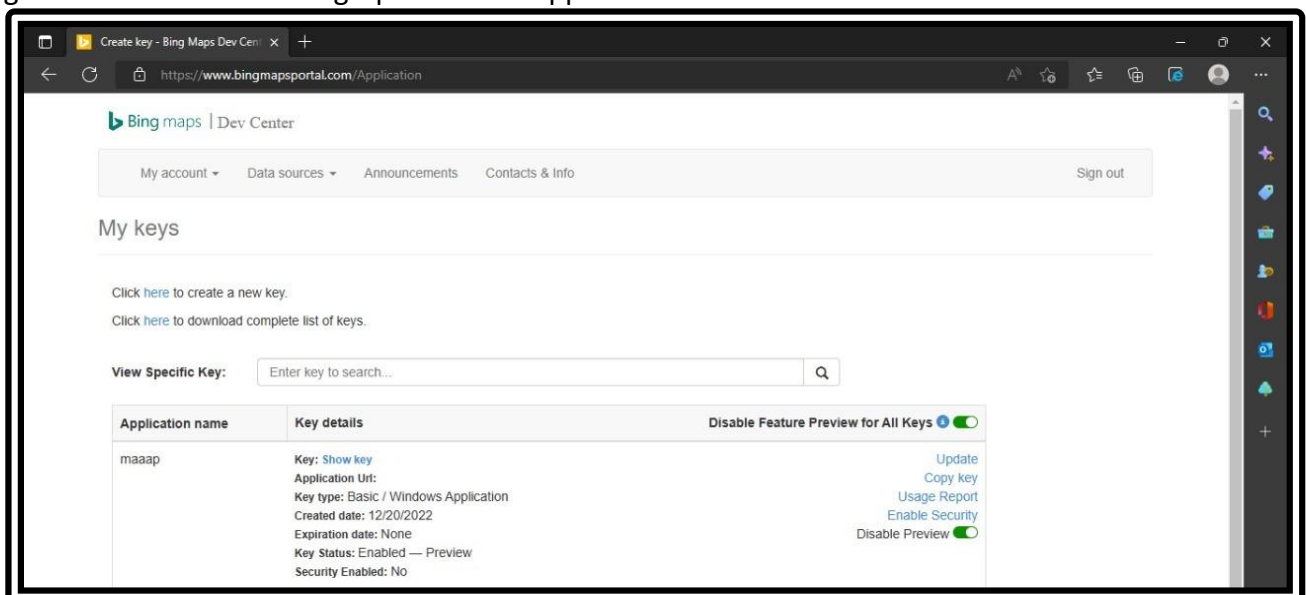 Create key - Bing Maps Dev Cent
https://www.bingmapsportal.com/Application
Bing maps | Dev Center
My account Data sources Announcements Contacts & Info Sign out
My keys
Click here to create a new key.
Click here to download complete list of keys.
View Specific Key: Enter key to search...
Application name Key details Disable Feature Preview for All Keys
maaap Key: Show key Update
Application Url: Copy key
Key type: Basic / Windows Application Usage Report
Created date: 12/20/2022 Enable Security
Expiration date: None Disable Preview
Key Status: Enabled — Preview
Security Enabled: No